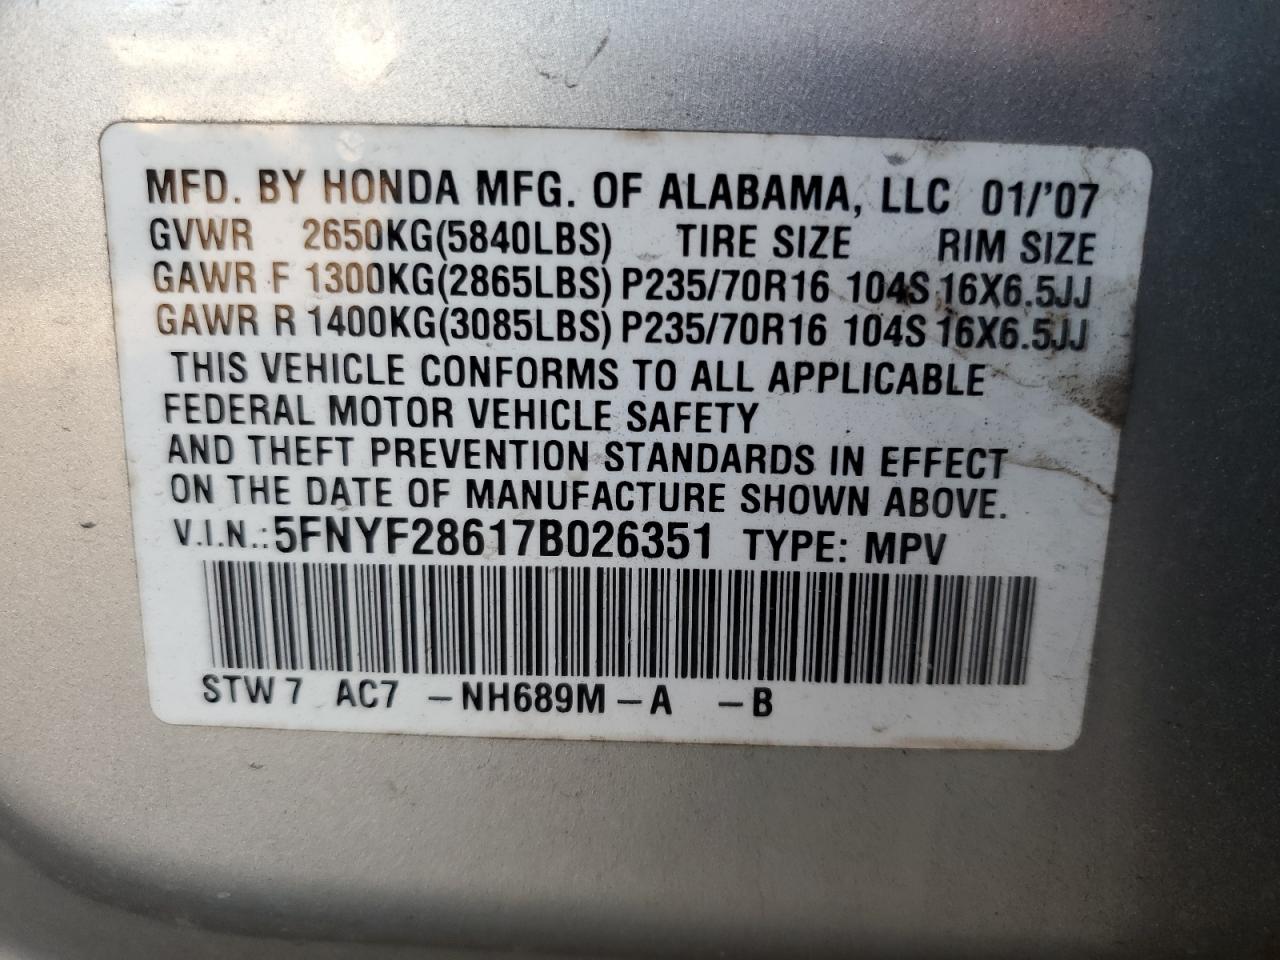 MFD. BY HONDA MFG. OF ALABAMA, LLC 01/'07
GVWR 2650KG(5840LBS) TIRE SIZE RIM SIZE
GAWR F 1300KG(2865LBS) P235/70R16 104S 16X6.5JJ
GAWR R 1400KG(3085LBS) P235/70R16 104S 16X6.5JJ
THIS VEHICLE CONFORMS TO ALL APPLICABLE
FEDERAL MOTOR VEHICLE SAFETY
AND THEFT PREVENTION STANDARDS IN EFFECT
ON THE DATE OF MANUFACTURE SHOWN ABOVE.
V.I.N.: 5FNYF28617B026351 TYPE: MPV
STW7 AC7 -NH689M-A -B